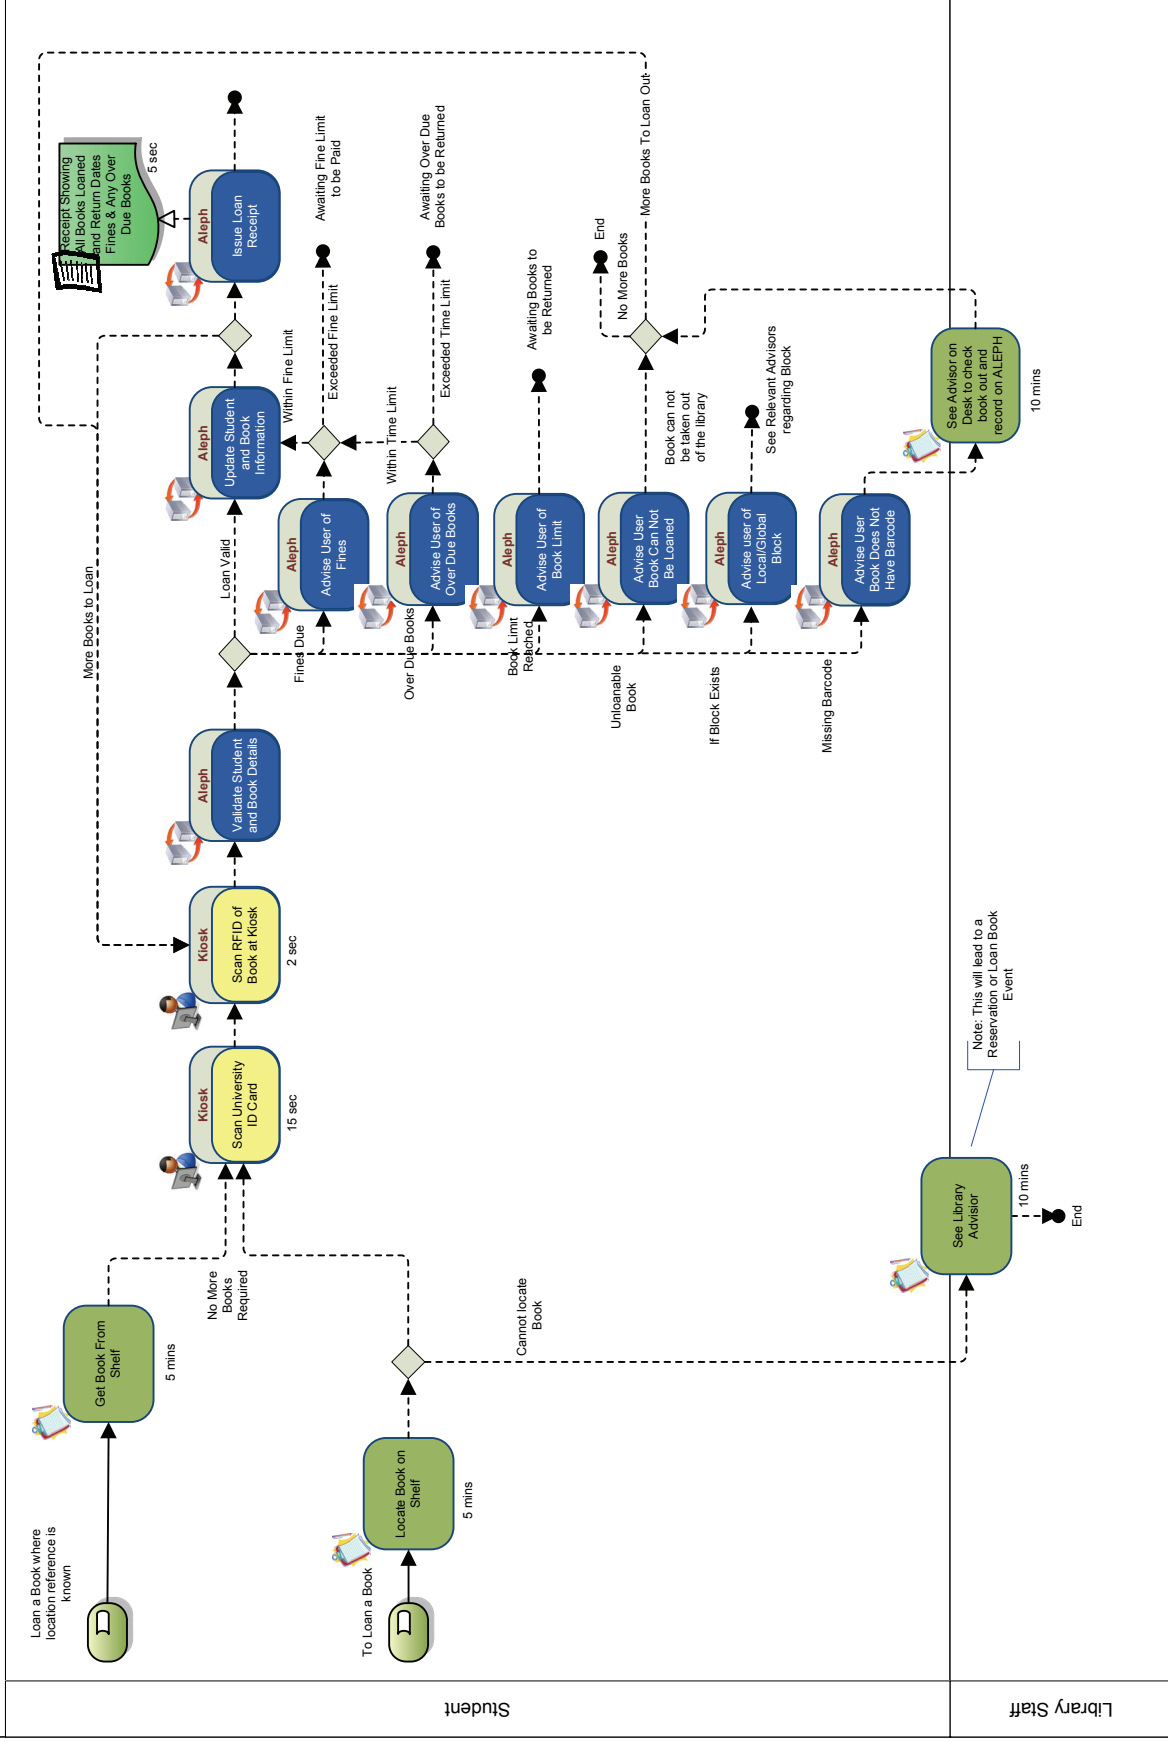 Student
Library Staff
Loan a Book where
location reference is
known
Get Book From
Shelf
5 mins
To Loan a Book
Locate Book on
Shelf
5 mins
No More
Books
Required
Cannot locate
Book
See Library
Advisior
10 mins
End
Note: This will lead to a
Reservation or Loan Book
Event
Kiosk
Scan University
ID Card
15 sec
Kiosk
Scan RFID of
Book at Kiosk
2 sec
Aleph
Validate Student
and Book Details
More Books to Loan
Loan Valid
Fines Due
Over Due Books
Book Limit
Reached
Unloanable
Book
If Block Exists
Missing Barcode
Aleph
Update Student
and Book
Information
Aleph
Advise User of
Fines
Aleph
Advise User of
Over Due Books
Aleph
Advise User of
Book Limit
Aleph
Advise User
Book Can Not
Be Loaned
Aleph
Advise user of
Local/Global
Block
Aleph
Advise User
Book Does Not
Have Barcode
Within Fine Limit
Exceeded Fine Limit
Within Time Limit
Exceeded Time Limit
Awaiting Fine Limit
to be Paid
Awaiting Over Due
Books to be Returned
Awaiting Books to
be Returned
Book can not
be taken out
of the library
No More Books
End
More Books To Loan Out
See Relevant Advisors
regarding Block
See Advisor on
Desk to check
book out and
record on ALEPH
10 mins
Aleph
Issue Loan
Receipt
Receipt Showing
All Books Loaned
and Return Dates
Fines & Any Over
Due Books
5 sec